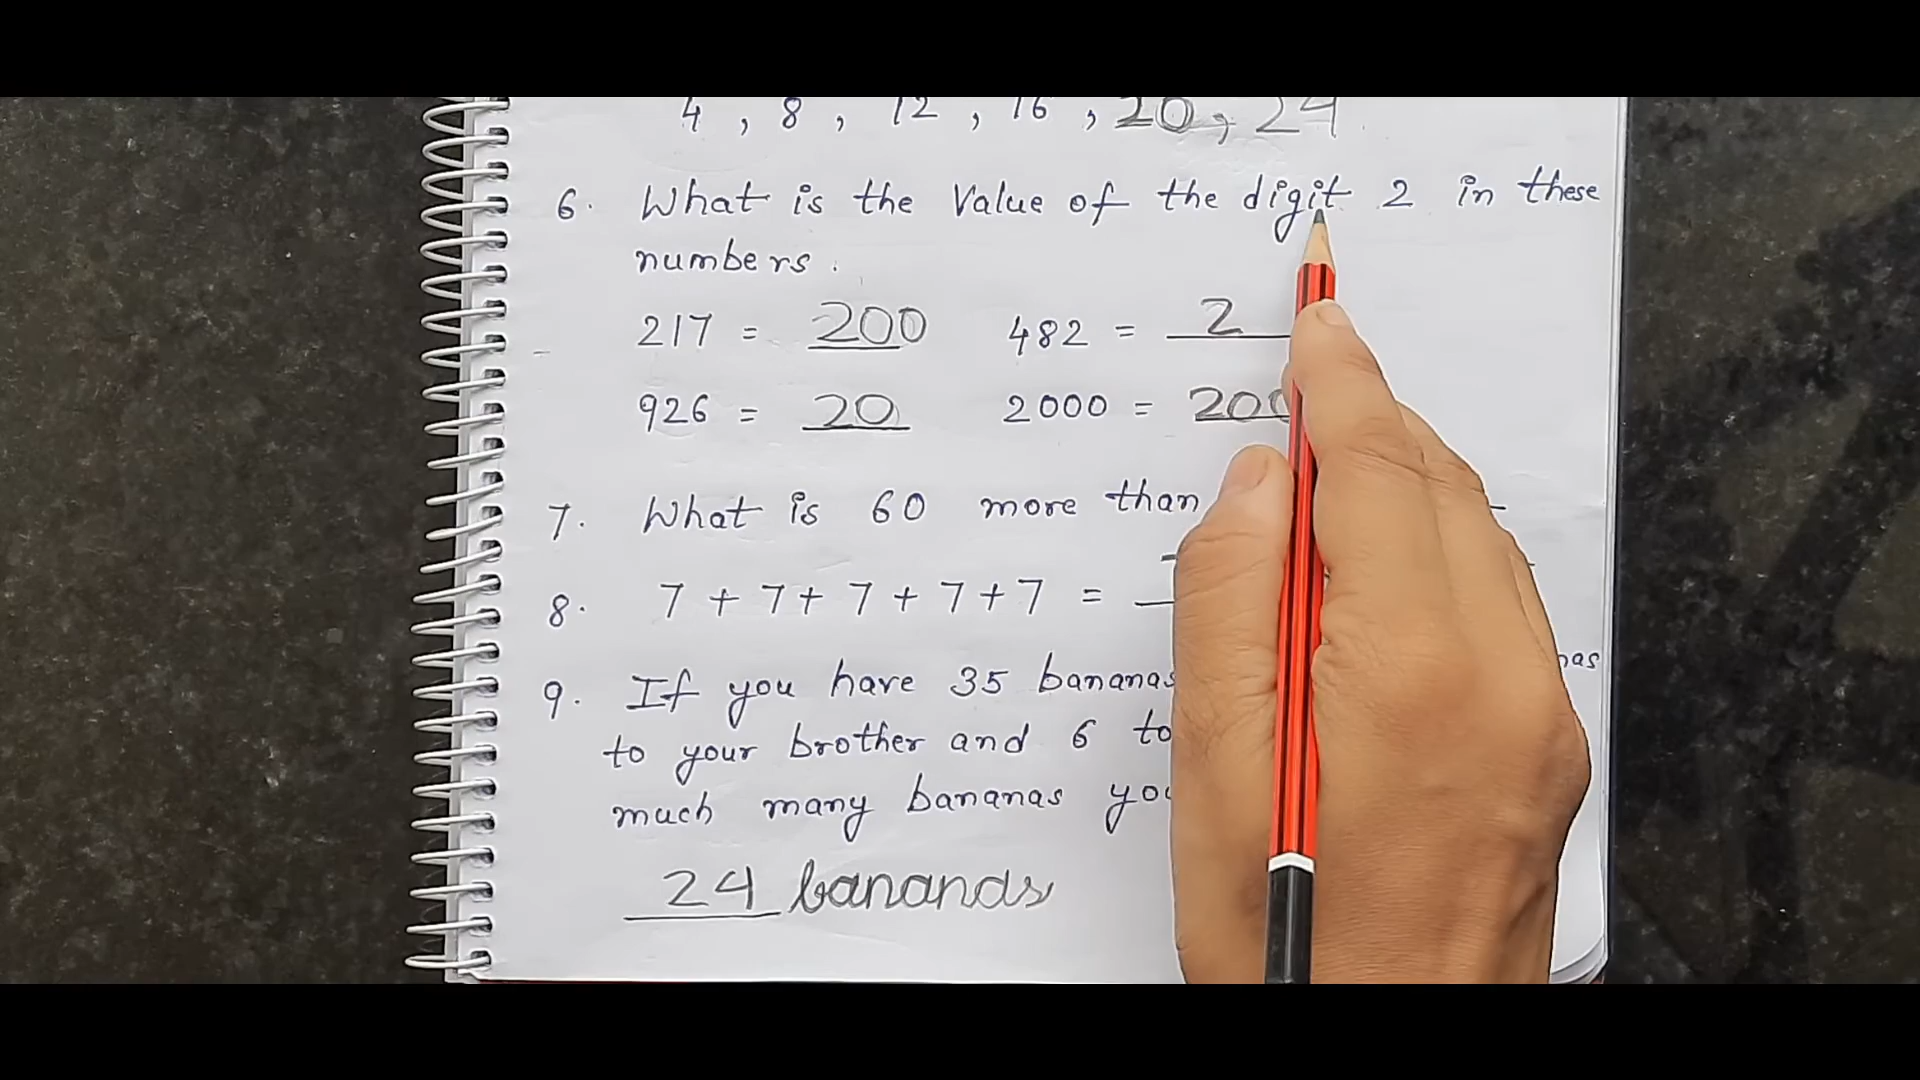 4 , 8 , 12 , 16 , 20 , 24
6. What is the Value of the digit 2 in these
numbers.
217 = 200 482 = 2
926 = 20 2000 = 200
7. What is 60 more than
8. 7 + 7 + 7 + 7 + 7 =
9. If you have 35 bananas
to your brother and 6 to
much many bananas
24 bananas